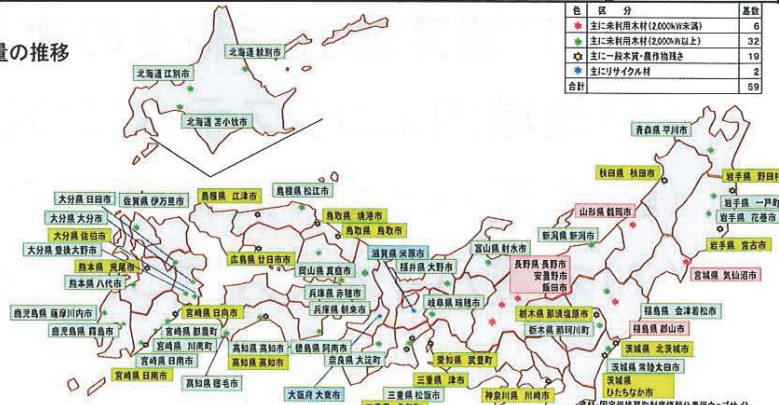 量の推移
色 区分 基数
主に未利用木材(2,000kW未満) 6
主に未利用木材(2,000kW以上) 32
主に一般木質・農作物残さ 19
主にリサイクル材 2
合計 59
北海道 紋別市
北海道 江別市
北海道 苫小牧市
青森県 平川市
秋田県 秋田市
岩手県 野田村
岩手県 一戸町
岩手県 花巻市
岩手県 宮古市
山形県 鶴岡市
宮城県 気仙沼市
新潟県 新潟市
富山県 射水市
長野県 長野市
安曇野市
飯田市
福島県 会津若松市
福島県 郡山市
栃木県 那須塩原市
栃木県 那珂川町
茨城県 北茨城市
茨城県 常陸太田市
茨城県
ひたちなか市
神奈川県 川崎市
滋賀県 米原市
福井県 大野市
岐阜県 瑞穂市
愛知県 武豊町
三重県 津市
三重県 松阪市
奈良県 大淀町
大阪府 大東市
島根県 江津市
島根県 松江市
鳥取県 境港市
鳥取県 鳥取市
広島県 廿日市市
岡山県 真庭市
兵庫県 赤穂市
兵庫県 朝来市
徳島県 阿南市
高知県 高知市
高知県 高知市
高知県 宿毛市
大分県 日田市
佐賀県 伊万里市
大分県 大分市
大分県 佐伯市
大分県 豊後大野市
熊本県 荒尾市
熊本県 八代市
鹿児島県 薩摩川内市
鹿児島県 霧島市
宮崎県 日向市
宮崎県 都農町
宮崎県 川南町
宮崎県 日南市
宮崎県 日南市